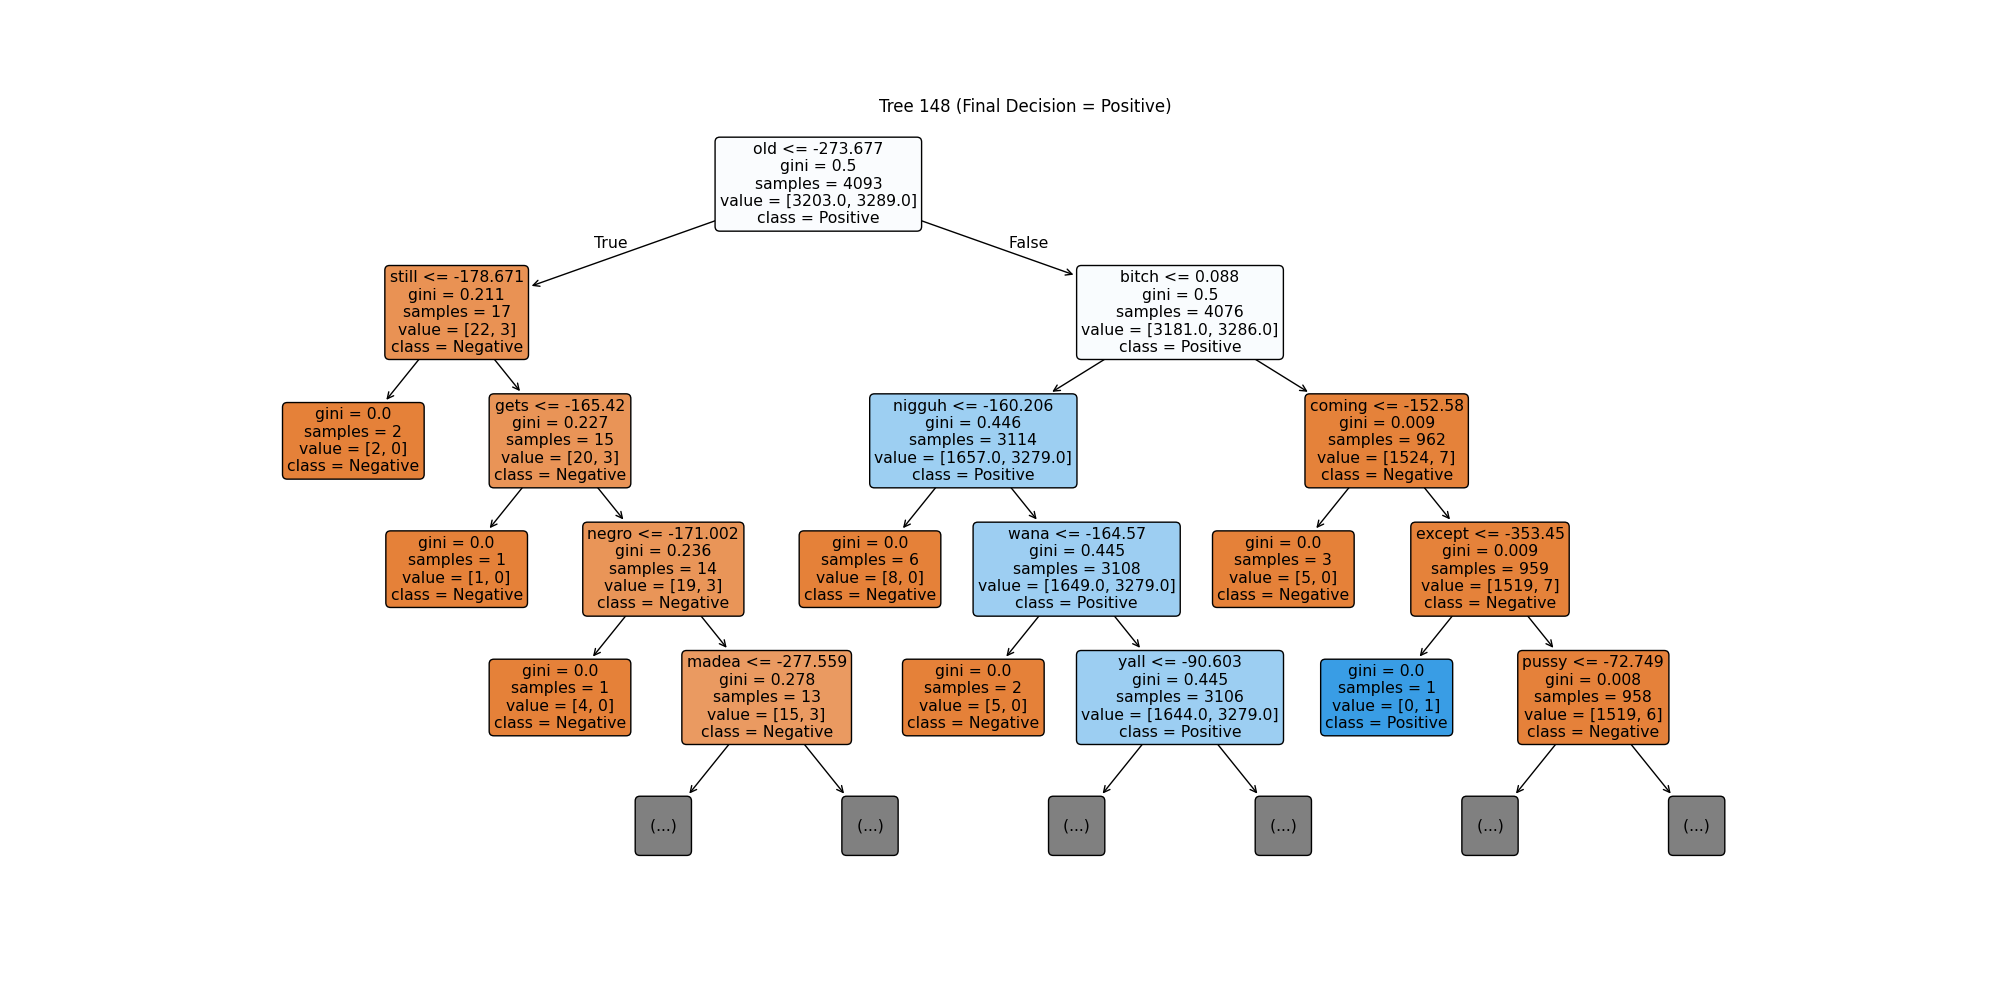 Tree 148 (Final Decision = Positive)
old <= -273.677
gini = 0.5
samples = 4093
value = [3203.0, 3289.0]
class = Positive
True
False
still <= -178.671
gini = 0.211
samples = 17
value = [22, 3]
class = Negative
bitch <= 0.088
gini = 0.5
samples = 4076
value = [3181.0, 3286.0]
class = Positive
gini = 0.0
samples = 2
value = [2, 0]
class = Negative
gets <= -165.42
gini = 0.227
samples = 15
value = [20, 3]
class = Negative
nigguh <= -160.206
gini = 0.446
samples = 3114
value = [1657.0, 3279.0]
class = Positive
coming <= -152.58
gini = 0.009
samples = 962
value = [1524, 7]
class = Negative
gini = 0.0
samples = 1
value = [1, 0]
class = Negative
negro <= -171.002
gini = 0.236
samples = 14
value = [19, 3]
class = Negative
gini = 0.0
samples = 6
value = [8, 0]
class = Negative
wana <= -164.57
gini = 0.445
samples = 3108
value = [1649.0, 3279.0]
class = Positive
gini = 0.0
samples = 3
value = [5, 0]
class = Negative
except <= -353.45
gini = 0.009
samples = 959
value = [1519, 7]
class = Negative
gini = 0.0
samples = 1
value = [4, 0]
class = Negative
madea <= -277.559
gini = 0.278
samples = 13
value = [15, 3]
class = Negative
gini = 0.0
samples = 2
value = [5, 0]
class = Negative
yall <= -90.603
gini = 0.445
samples = 3106
value = [1644.0, 3279.0]
class = Positive
gini = 0.0
samples = 1
value = [0, 1]
class = Positive
pussy <= -72.749
gini = 0.008
samples = 958
value = [1519, 6]
class = Negative
(...)
(...)
(...)
(...)
(...)
(...)